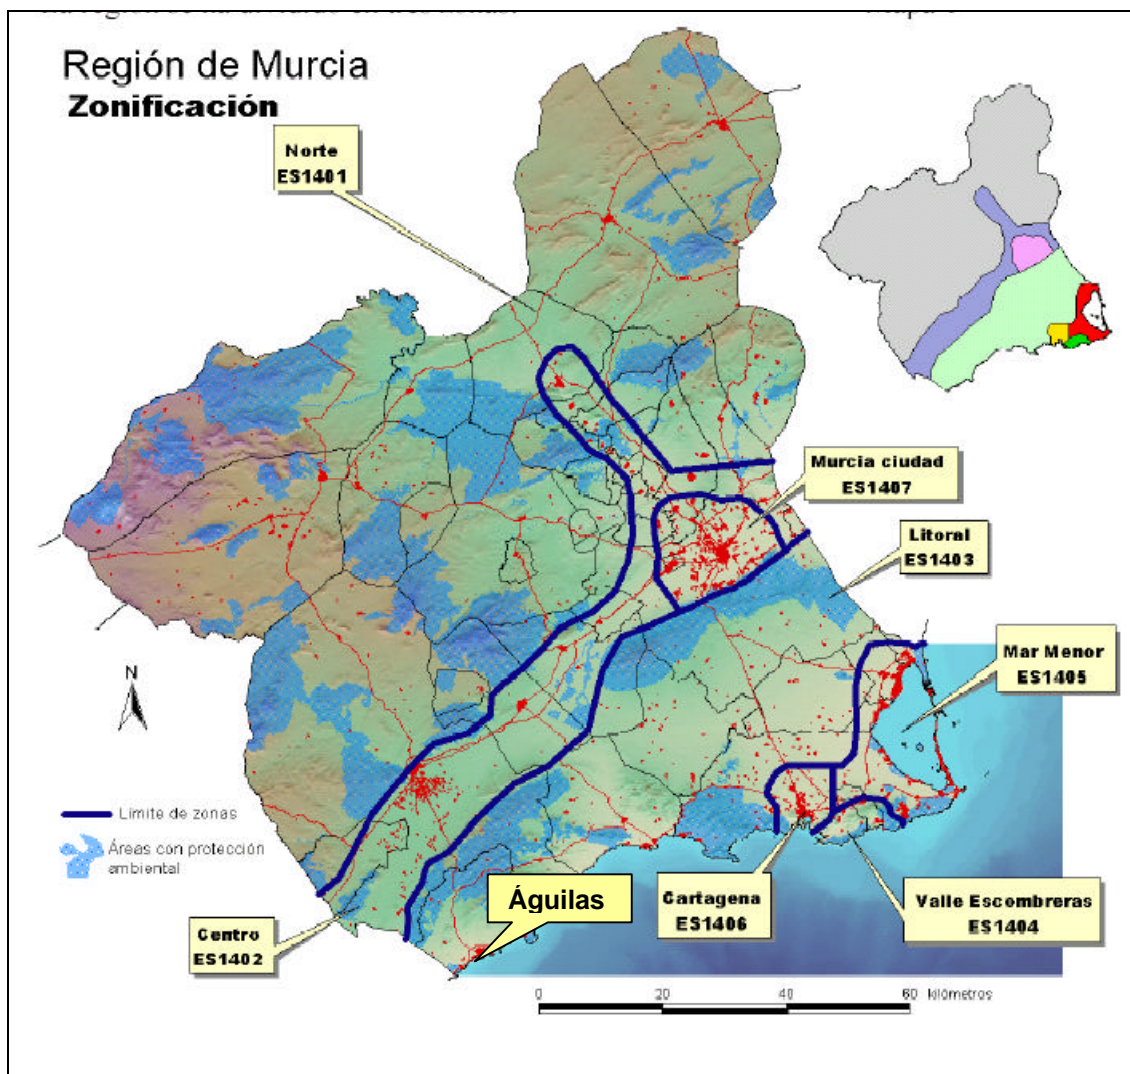 Región de Murcia
Zonificación
Norte
ES1401
Murcia ciudad
ES1407
Litoral
ES1403
Mar Menor
ES1405
N
Límite de zonas
Áreas con protección
ambiental
Águilas
Cartagena
ES1406
Valle Escombreras
ES1404
Centro
ES1402
0 20 40 60 kilómetros